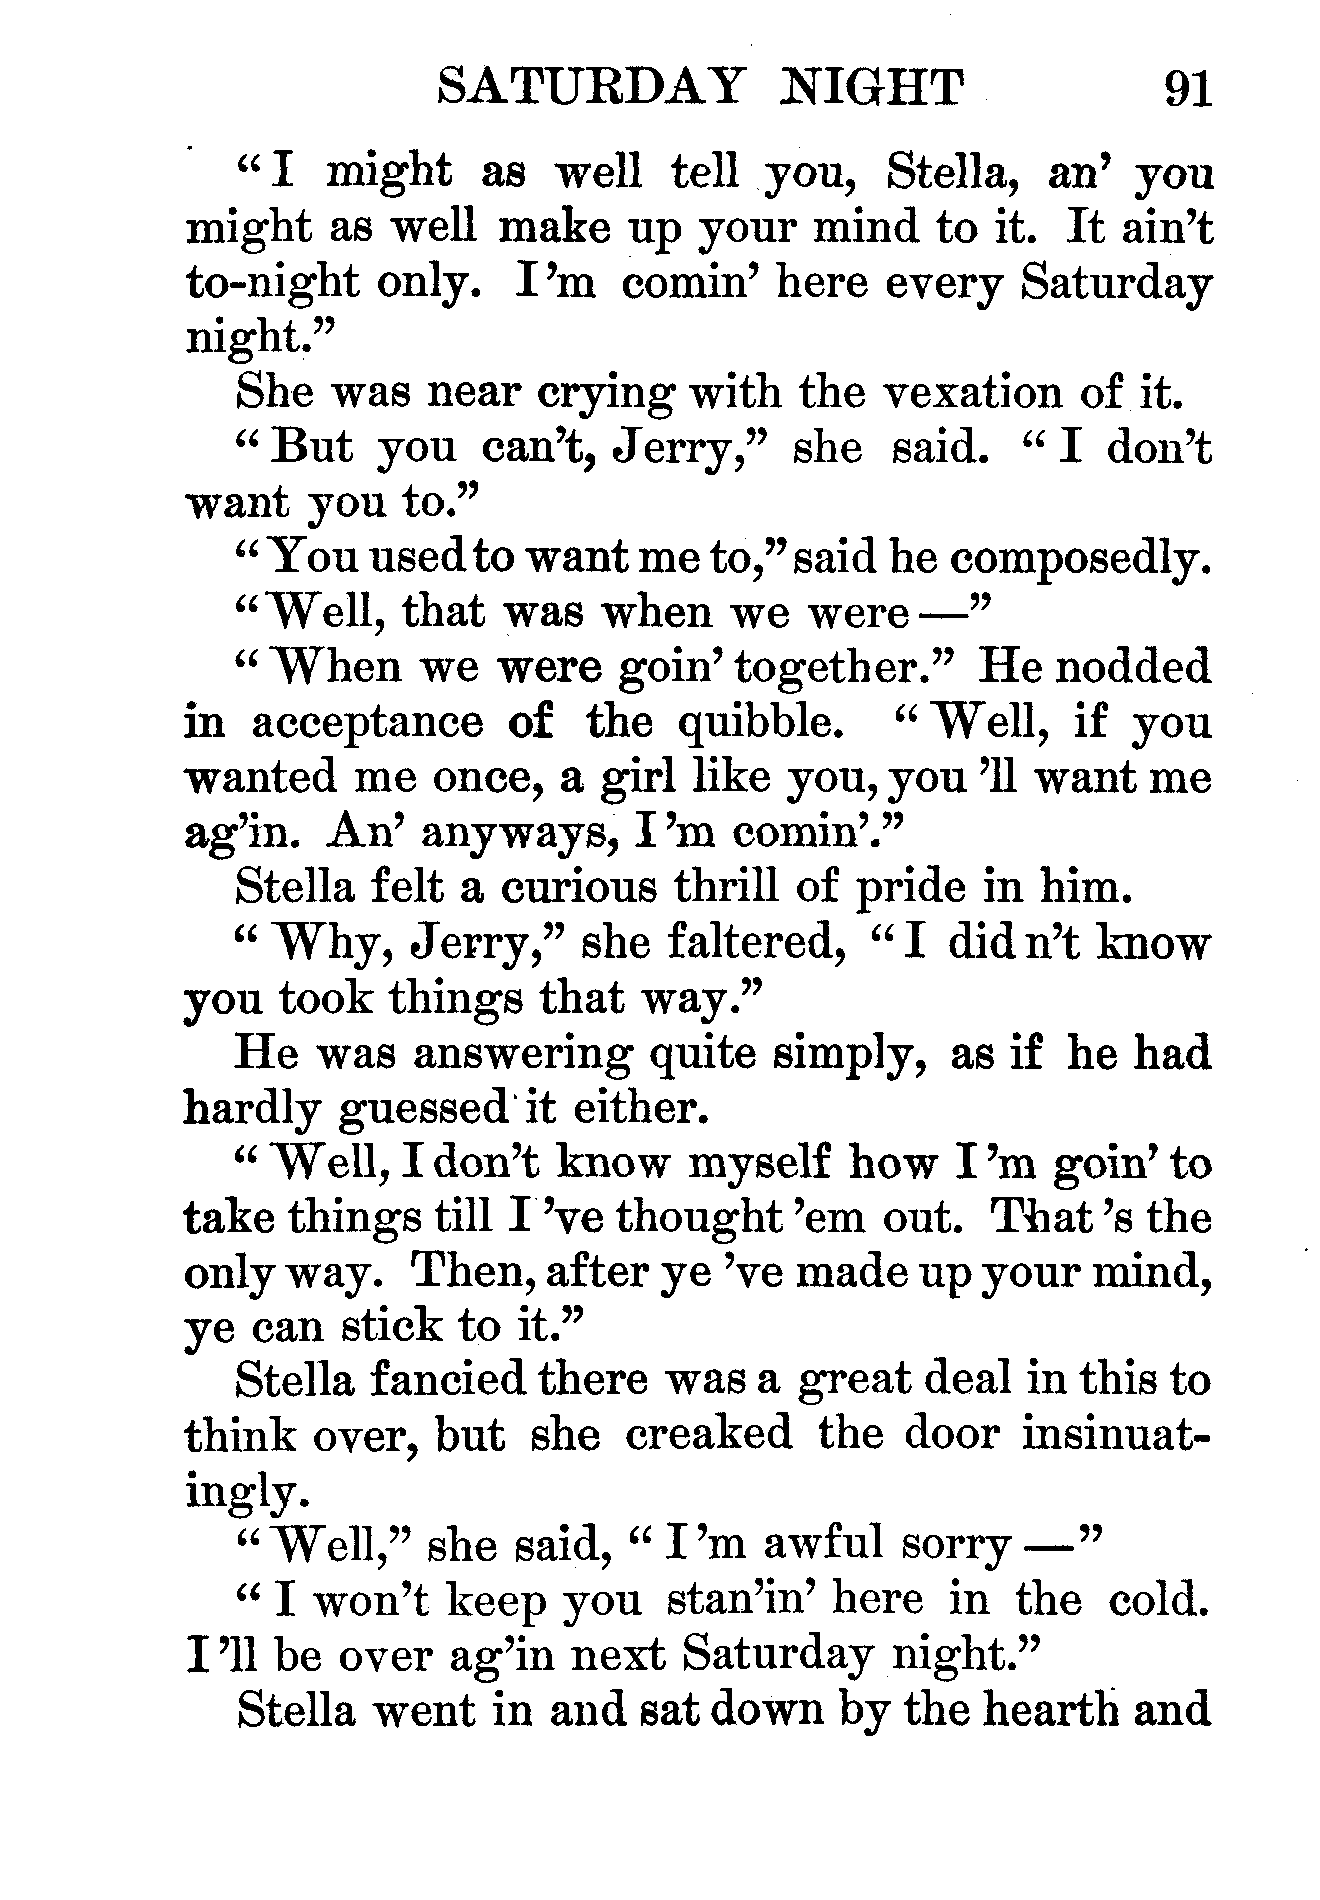 SATURDAY NIGHT 91
“I might as well tell you, Stella, an’ you
might as well make up your mind to it. It ain’t
to-night only. I’m comin’ here every Saturday
night.”
She was near crying with the vexation of it.
“But you can’t, Jerry,” she said. “I don’t
want you to.”
“You used to want me to,” said he composedly.
“Well, that was when we were—”
“When we were goin’ together.” He nodded
in acceptance of the quibble. “Well, if you
wanted me once, a girl like you, you’ll want me
ag’in. An’ anyways, I’m comin’.”
Stella felt a curious thrill of pride in him.
“Why, Jerry,” she faltered, “I didn’t know
you took things that way.”
He was answering quite simply, as if he had
hardly guessed it either.
“Well, I don’t know myself how I’m goin’ to
take things till I’ve thought ’em out. That’s the
only way. Then, after ye’ve made up your mind,
ye can stick to it.”
Stella fancied there was a great deal in this to
think over, but she creaked the door insinuat-
ingly.
“Well,” she said, “I’m awful sorry—”
“I won’t keep you stan’in’ here in the cold.
I’ll be over ag’in next Saturday night.”
Stella went in and sat down by the hearth and